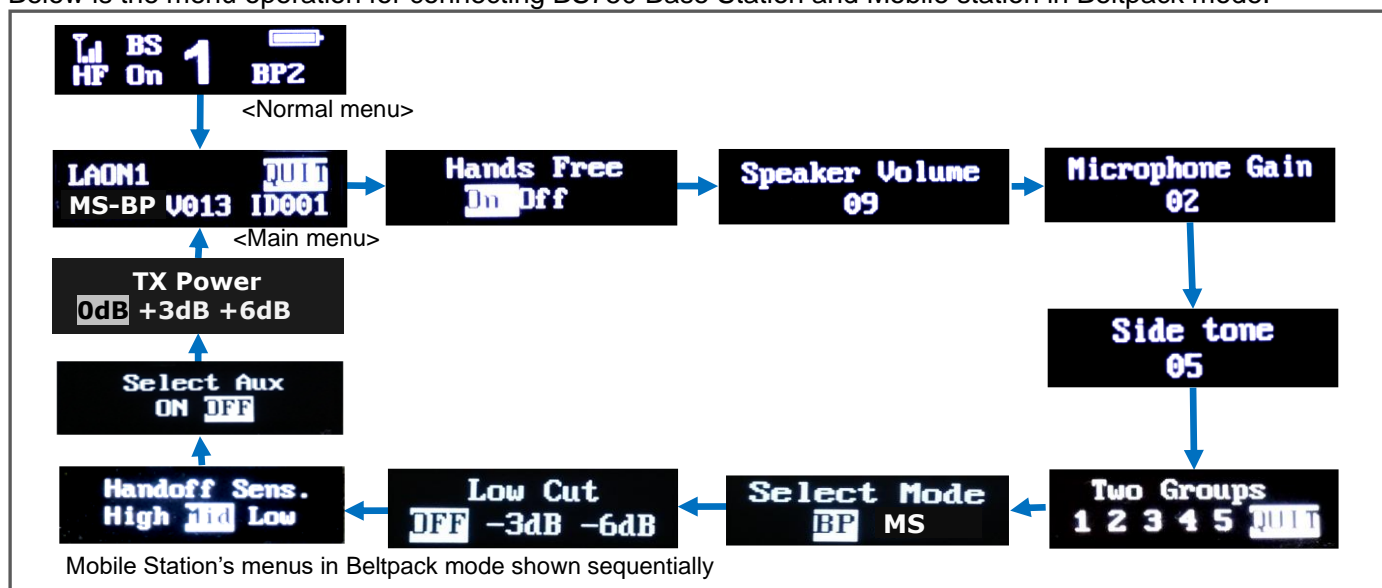 Below is the menu operation for connecting BS750 Base Station and Mobile station in Beltpack mode.
BS
HF On 1 BP2
<Normal menu>
LAON1 QUIT
MS-BP V013 ID001
<Main menu>
Hands Free
On Off
Speaker Volume
09
Microphone Gain
02
Side tone
05
Two Groups
1 2 3 4 5 QUIT
Select Mode
BP MS
Low Cut
OFF -3dB -6dB
Handoff Sens.
High Mid Low
Select Aux
ON OFF
TX Power
0dB +3dB +6dB
Mobile Station's menus in Beltpack mode shown sequentially